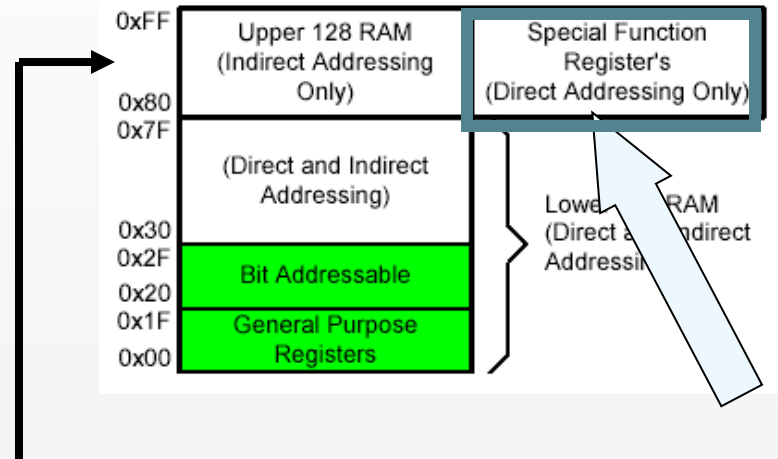 0xFF
Upper 128 RAM
(Indirect Addressing
Only)
0x80
Special Function
Register's
(Direct Addressing Only)
0x7F
(Direct and Indirect
Addressing)
0x30
0x2F
Bit Addressable
0x20
0x1F
General Purpose
Registers
0x00
RAM
(Direct